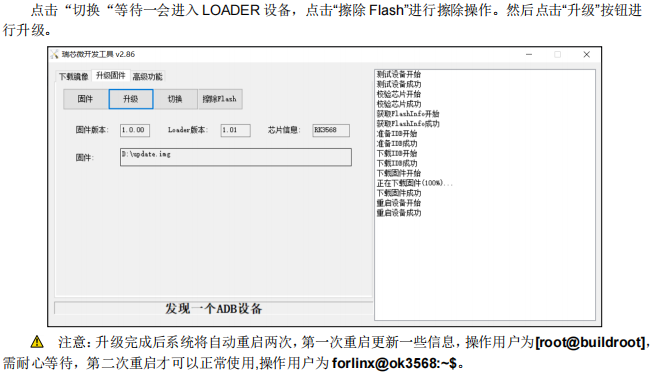 点击“切换“等待一会进入 LOADER 设备，点击“擦除 Flash”进行擦除操作。然后点击“升级”按钮进
行升级。
瑞芯微开发工具 v2.86
下载镜像 升级固件 高级功能
固件 升级 切换 擦除Flash
固件版本: 1.0.00 Loader版本: 1.01 芯片信息: RK3568
固件: D:\update.img
测试设备开始
测试设备成功
校验芯片开始
校验芯片成功
获取FlashInfo开始
获取FlashInfo成功
准备IDB开始
准备IDB成功
下载IDB开始
下载IDB成功
下载固件开始
正在下载固件(100%)...
下载固件成功
重启设备开始
重启设备成功
发现一个ADB设备
注意：升级完成后系统将自动重启两次，第一次重启更新一些信息，操作用户为[root@buildroot]，
需耐心等待，第二次重启才可以正常使用,操作用户为 forlinx@ok3568:~$。